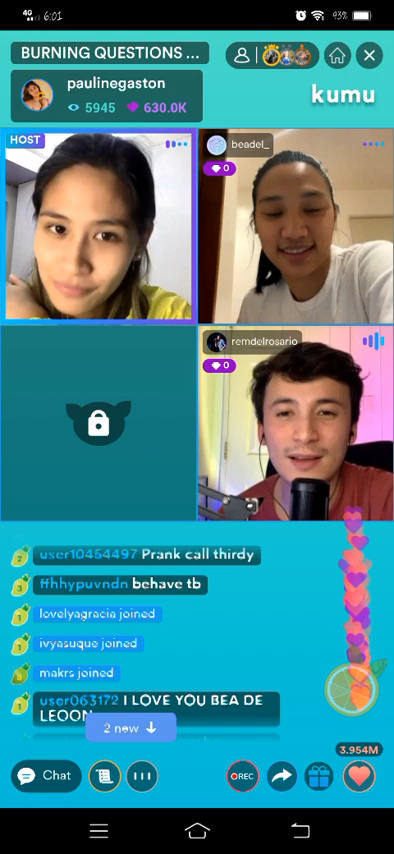 4G
6:01
93%
BURNING QUESTIONS ...
paulinegaston
5945 630.0K
kumu
HOST
beadel_
0
remdelrosario
0
user10454497 Prank call thirdy
ffhhypuvndn behave tb
lovelyagracia joined
ivyasuque joined
makrs joined
user063172 I LOVE YOU BEA DE
LEOON
2 new
3.954M
Chat
REC